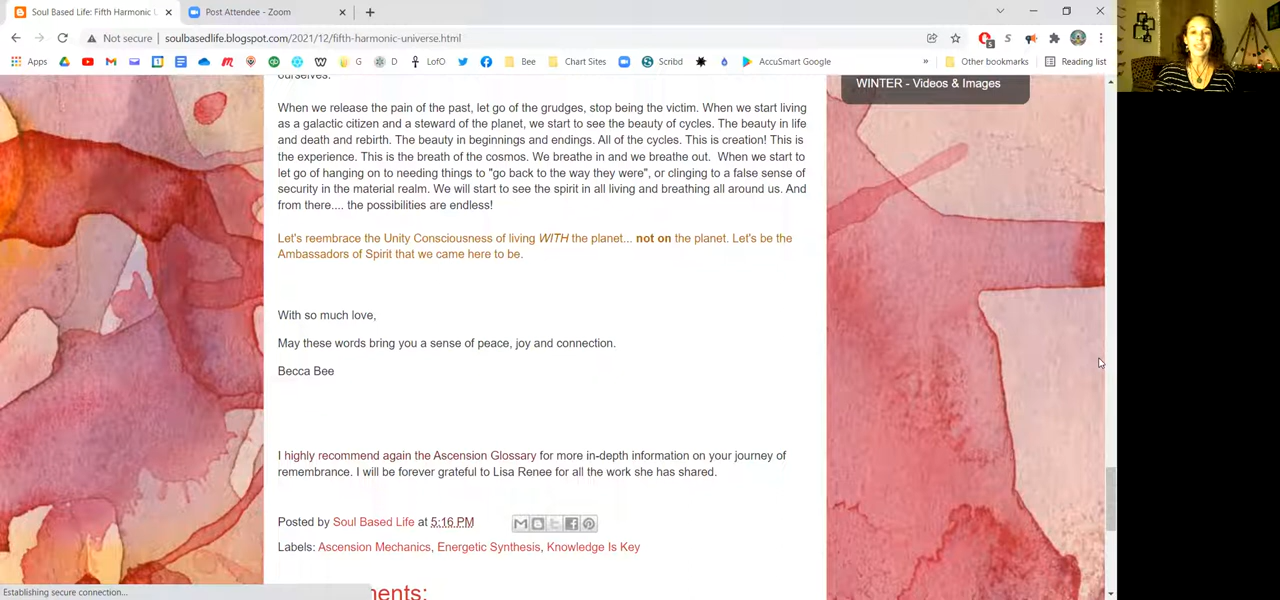 Soul Based Life: Fifth Harmonic U
Post Attendee - Zoom
Not secure | soulbasedlife.blogspot.com/2021/12/fifth-harmonic-universe.html
Apps G D LofO Bee Chart Sites Scribd AccuSmart Google » Other bookmarks Reading list
ourselves.
WINTER - Videos & Images
When we release the pain of the past, let go of the grudges, stop being the victim. When we start living
as a galactic citizen and a steward of the planet, we start to see the beauty of cycles. The beauty in life
and death and rebirth. The beauty in beginnings and endings. All of the cycles. This is creation! This is
the experience. This is the breath of the cosmos. We breathe in and we breathe out. When we start to
let go of hanging on to needing things to "go back to the way they were", or clinging to a false sense of
security in the material realm. We will start to see the spirit in all living and breathing all around us. And
from there.... the possibilities are endless!
Let's reembrace the Unity Consciousness of living WITH the planet... not on the planet. Let's be the
Ambassadors of Spirit that we came here to be.
With so much love,
May these words bring you a sense of peace, joy and connection.
Becca Bee
I highly recommend again the Ascension Glossary for more in-depth information on your journey of
remembrance. I will be forever grateful to Lisa Renee for all the work she has shared.
Posted by Soul Based Life at 5:16 PM
Labels: Ascension Mechanics, Energetic Synthesis, Knowledge Is Key
Establishing secure connection...
ents: